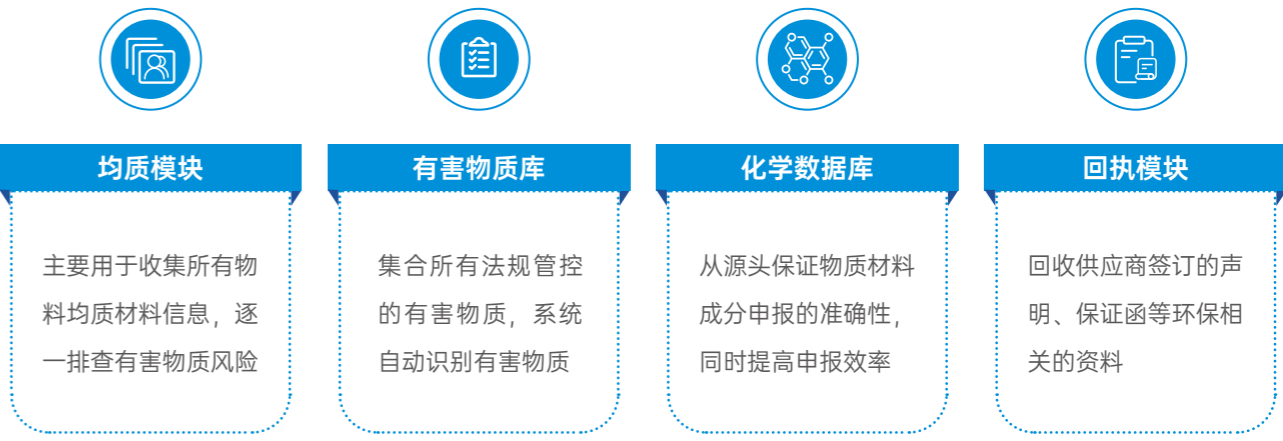 均质模块
主要用于收集所有物
料均质材料信息，逐
一排查有害物质风险
有害物质库
集合所有法规管控
的有害物质，系统
自动识别有害物质
化学数据库
从源头保证物质材料
成分申报的准确性，
同时提高申报效率
回执模块
回收供应商签订的声
明、保证函等环保相
关的资料